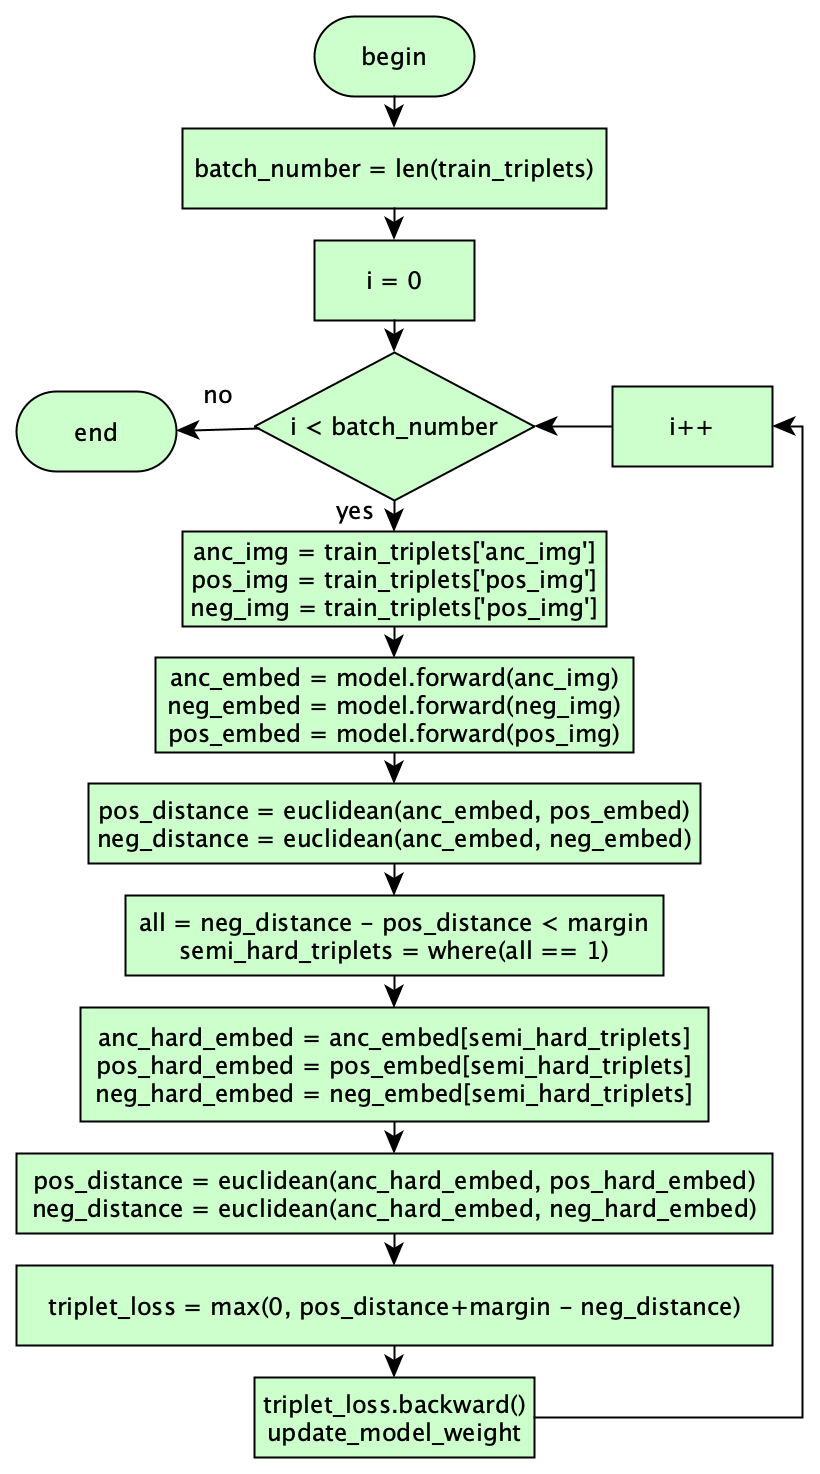 begin
batch_number = len(train_triplets)
i = 0
i < batch_number
no
end
i++
yes
anc_img = train_triplets['anc_img']
pos_img = train_triplets['pos_img']
neg_img = train_triplets['pos_img']
anc_embed = model.forward(anc_img)
neg_embed = model.forward(neg_img)
pos_embed = model.forward(pos_img)
pos_distance = euclidean(anc_embed, pos_embed)
neg_distance = euclidean(anc_embed, neg_embed)
all = neg_distance – pos_distance < margin
semi_hard_triplets = where(all == 1)
anc_hard_embed = anc_embed[semi_hard_triplets]
pos_hard_embed = pos_embed[semi_hard_triplets]
neg_hard_embed = neg_embed[semi_hard_triplets]
pos_distance = euclidean(anc_hard_embed, pos_hard_embed)
neg_distance = euclidean(anc_hard_embed, neg_hard_embed)
triplet_loss = max(0, pos_distance+margin – neg_distance)
triplet_loss.backward()
update_model_weight